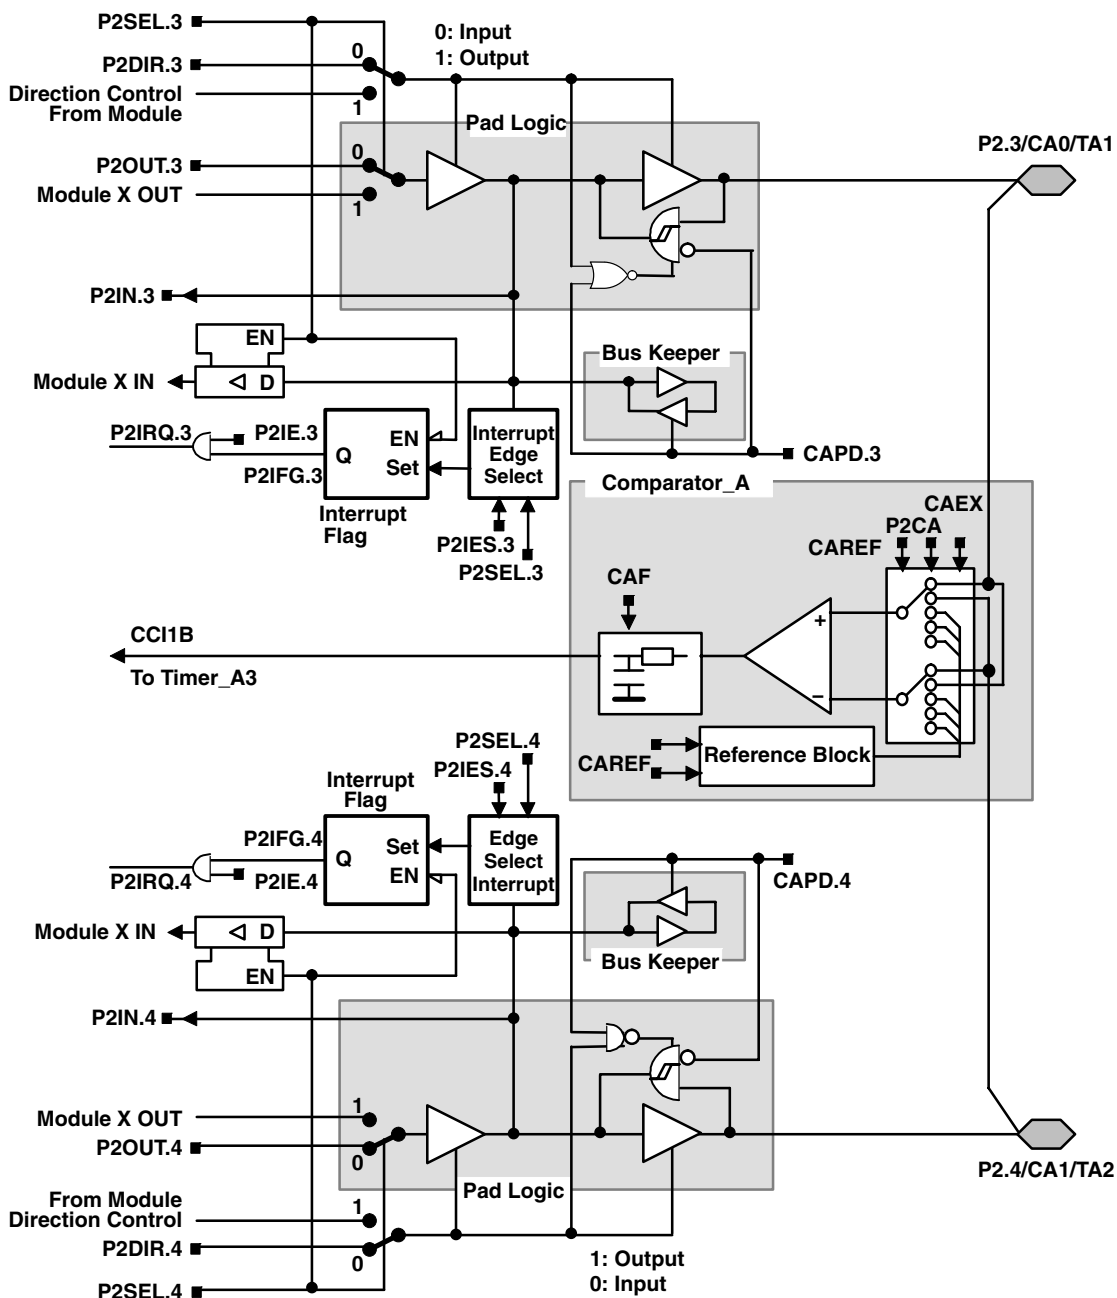 P2SEL.3
0: Input
1: Output
P2DIR.3
0
Direction Control
From Module
1
Pad Logic
P2OUT.3
0
Module X OUT
1
P2.3/CA0/TA1
P2IN.3
EN
Module X IN
D
Bus Keeper
P2IRQ.3
P2IE.3
P2IFG.3
Q
EN
Set
Interrupt
Edge
Select
Interrupt
Flag
P2IES.3
P2SEL.3
CAPD.3
Comparator_A
CAEX
P2CA
CAREF
CAF
+
−
CCI1B
To Timer_A3
Reference Block
CAREF
P2SEL.4
P2IES.4
Interrupt
Flag
P2IFG.4
P2IRQ.4
P2IE.4
Q
Set
EN
Edge
Select
Interrupt
CAPD.4
Module X IN
D
EN
Bus Keeper
P2IN.4
Module X OUT
1
P2OUT.4
0
Pad Logic
P2.4/CA1/TA2
From Module
Direction Control
1
P2DIR.4
0
1: Output
0: Input
P2SEL.4